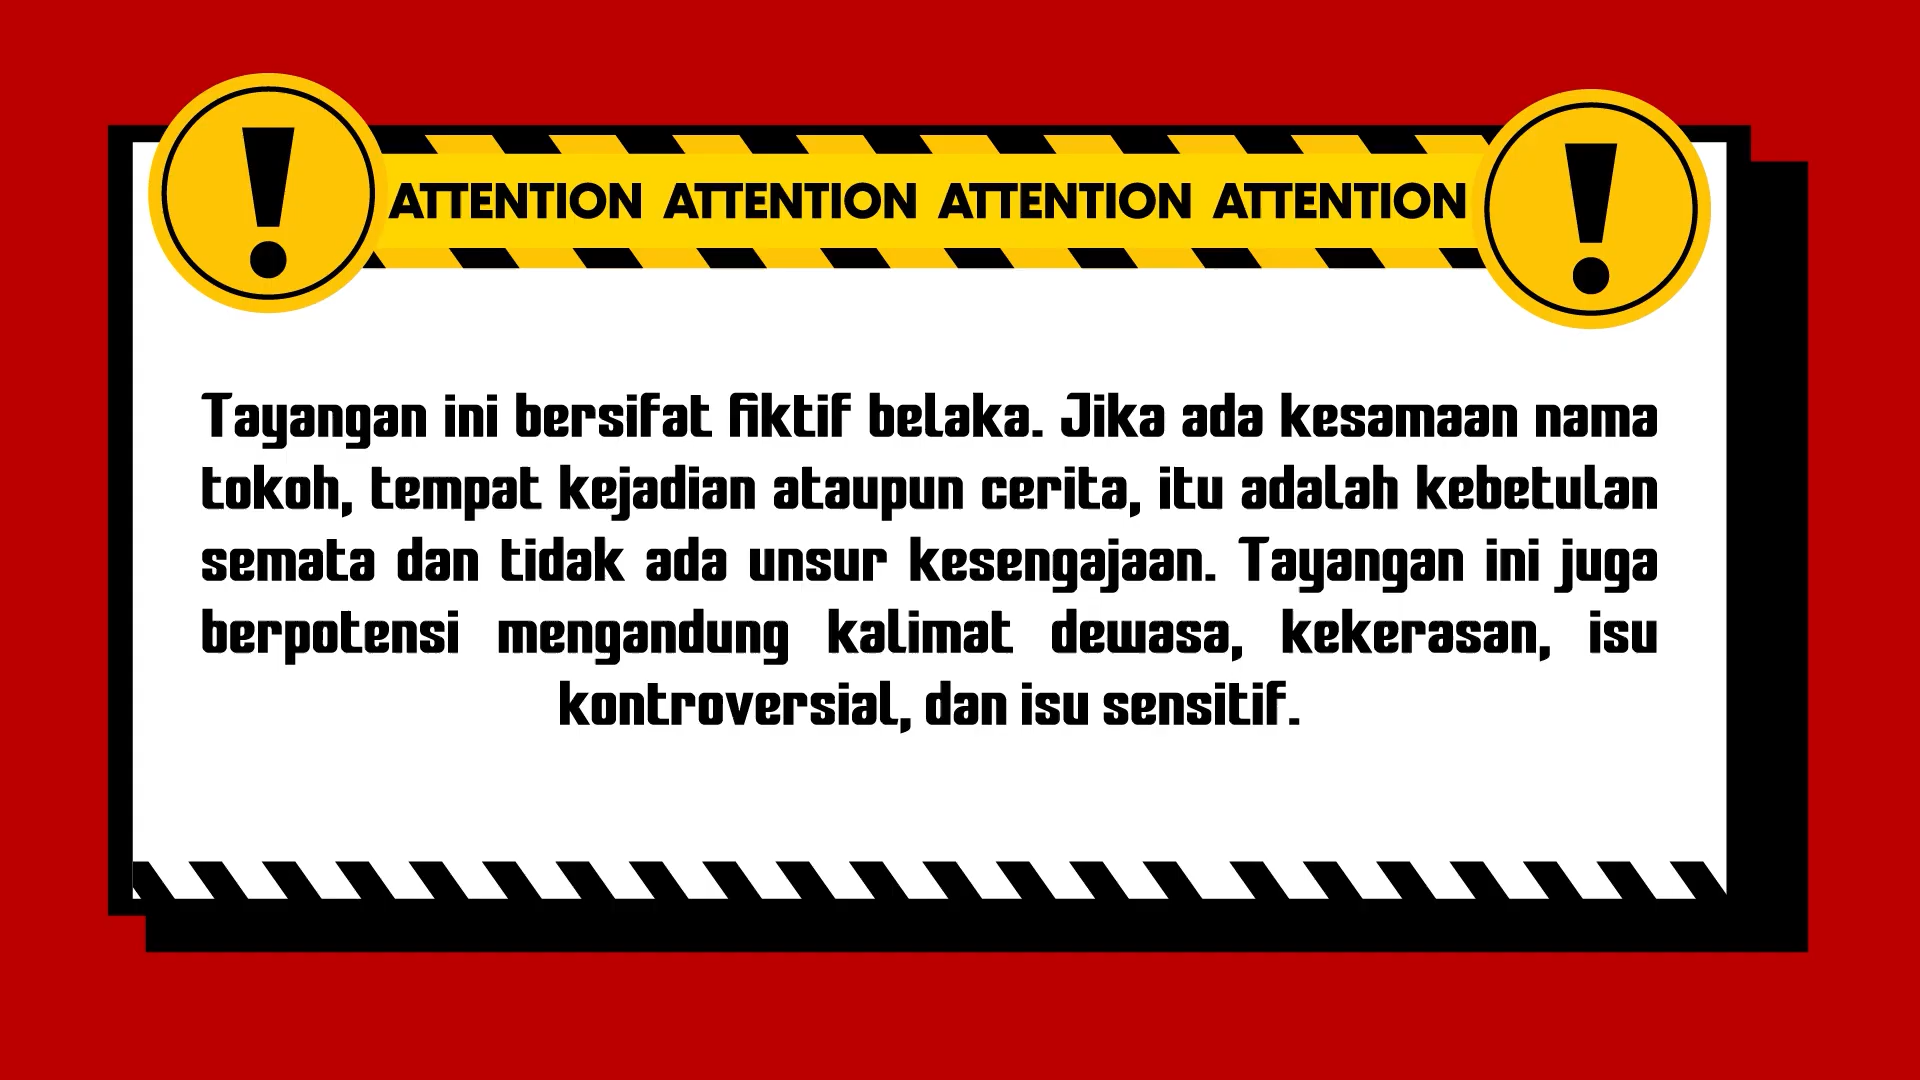 ATTENTION ATTENTION ATTENTION ATTENTION
Tayangan ini bersifat fiktif belaka. Jika ada kesamaan nama
tokoh, tempat kejadian ataupun cerita, itu adalah kebetulan
semata dan tidak ada unsur kesengajaan. Tayangan ini juga
berpotensi mengandung kalimat dewasa, kekerasan, isu
kontroversial, dan isu sensitif.